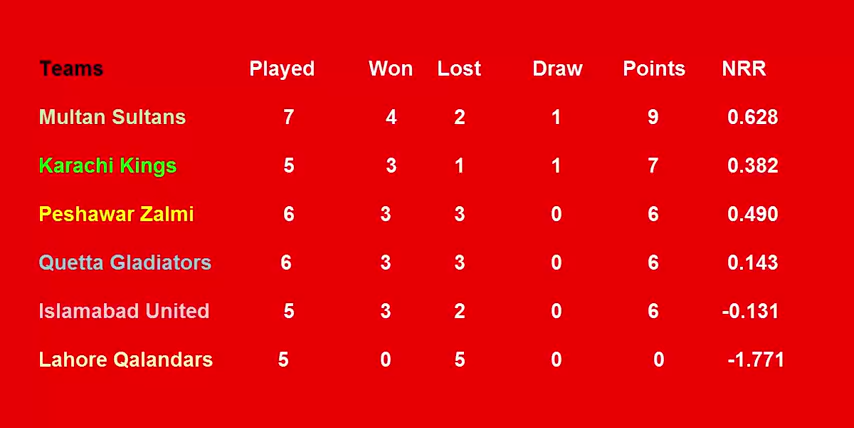 Teams Played Won Lost Draw Points NRR
Multan Sultans 7 4 2 1 9 0.628
Karachi Kings 5 3 1 1 7 0.382
Peshawar Zalmi 6 3 3 0 6 0.490
Quetta Gladiators 6 3 3 0 6 0.143
Islamabad United 5 3 2 0 6 -0.131
Lahore Qalandars 5 0 5 0 0 -1.771